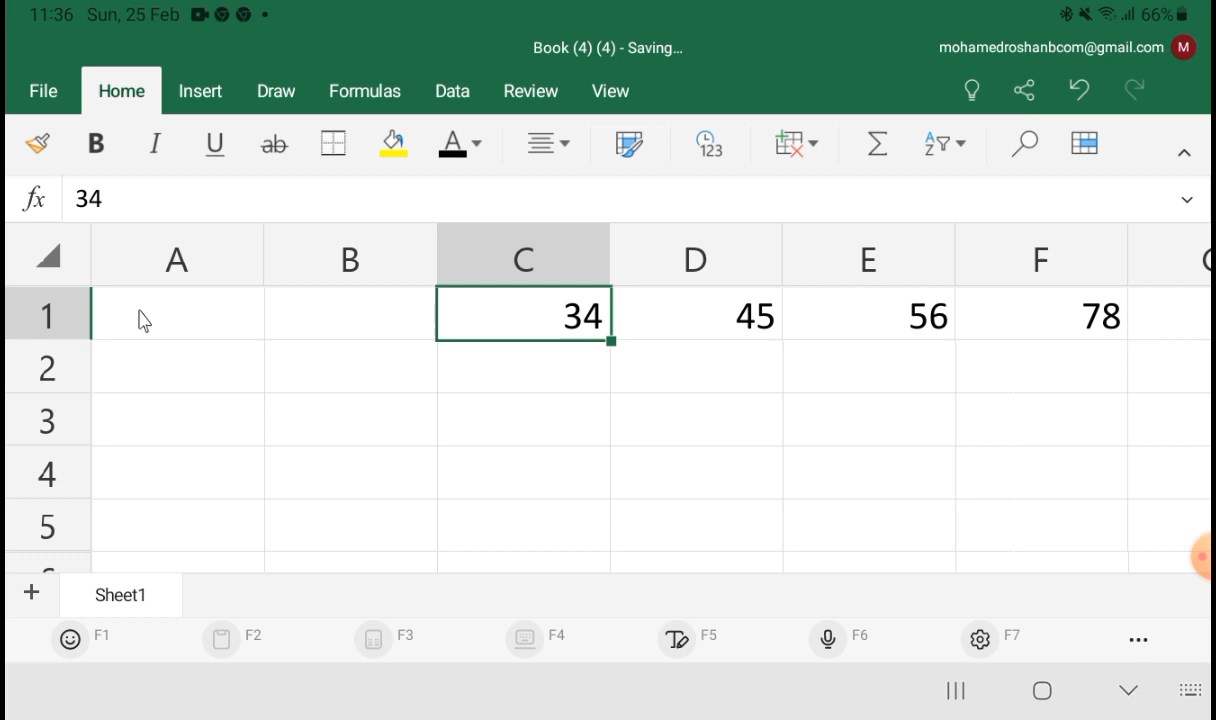 11:36 Sun, 25 Feb 66%
Book (4) (4) - Saving...
mohamedroshanbcom@gmail.com M
File Home Insert Draw Formulas Data Review View
B I U ab A 123 A Z
fx 34
A B C D E F
1 34 45 56 78
2
3
4
5
+ Sheet1
F1 F2 F3 F4 F5 F6 F7 ...